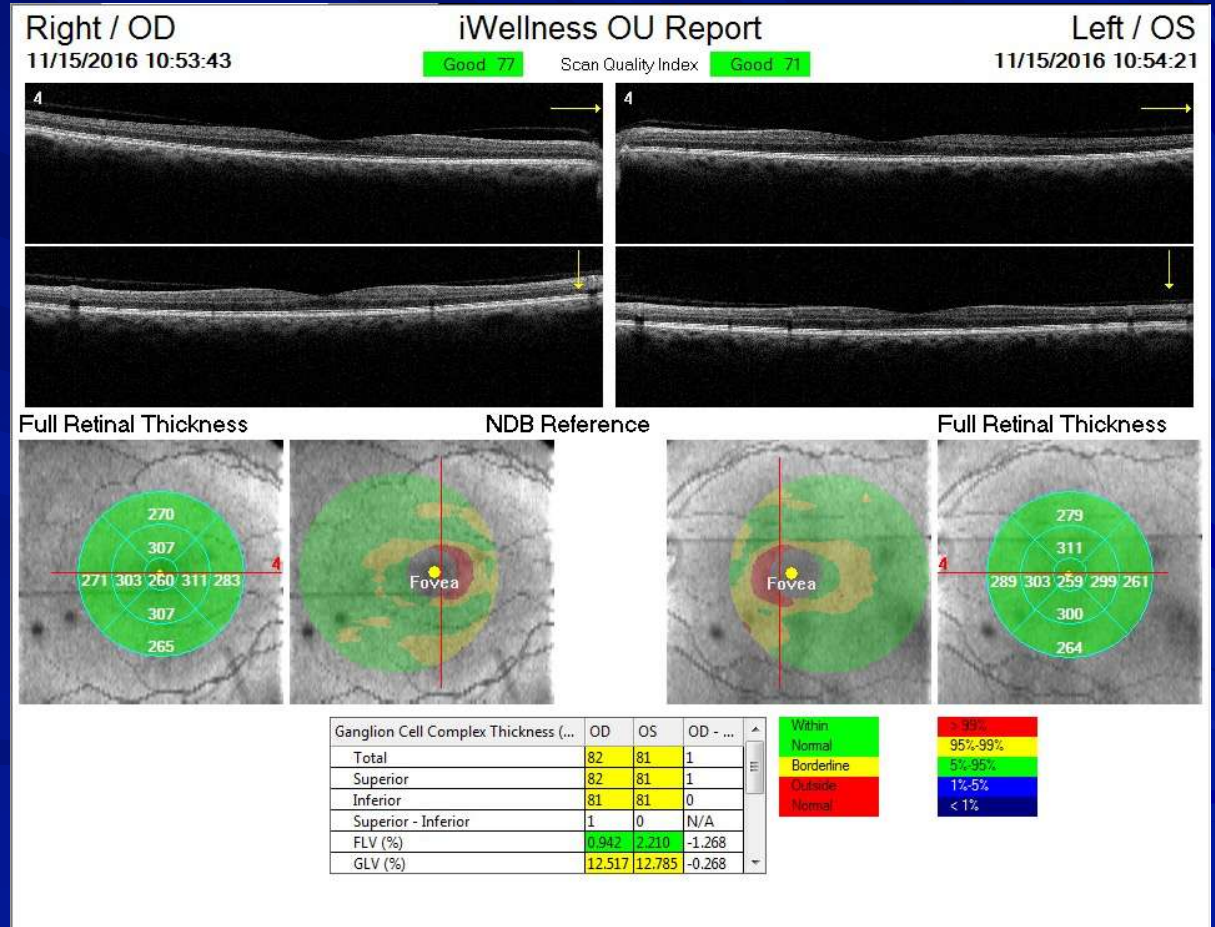 Right / OD
iWellness OU Report
Left / OS
11/15/2016 10:53:43
Good 77
Scan Quality Index
Good 71
11/15/2016 10:54:21
4
4
Full Retinal Thickness
NDB Reference
Full Retinal Thickness
270
307
271 303 260 311 283
4
307
265
Fovea
Fovea
279
311
4
289 303 259 299 261
300
264
Ganglion Cell Complex Thickness (... OD OS OD - ...
Total 82 81 1
Superior 82 81 1
Inferior 81 81 0
Superior - Inferior 1 0 N/A
FLV (%) 0.942 2.210 -1.268
GLV (%) 12.517 12.785 -0.268
Within
Normal
Borderline
Outside
Normal
> 99%
95%-99%
5%-95%
1%-5%
< 1%